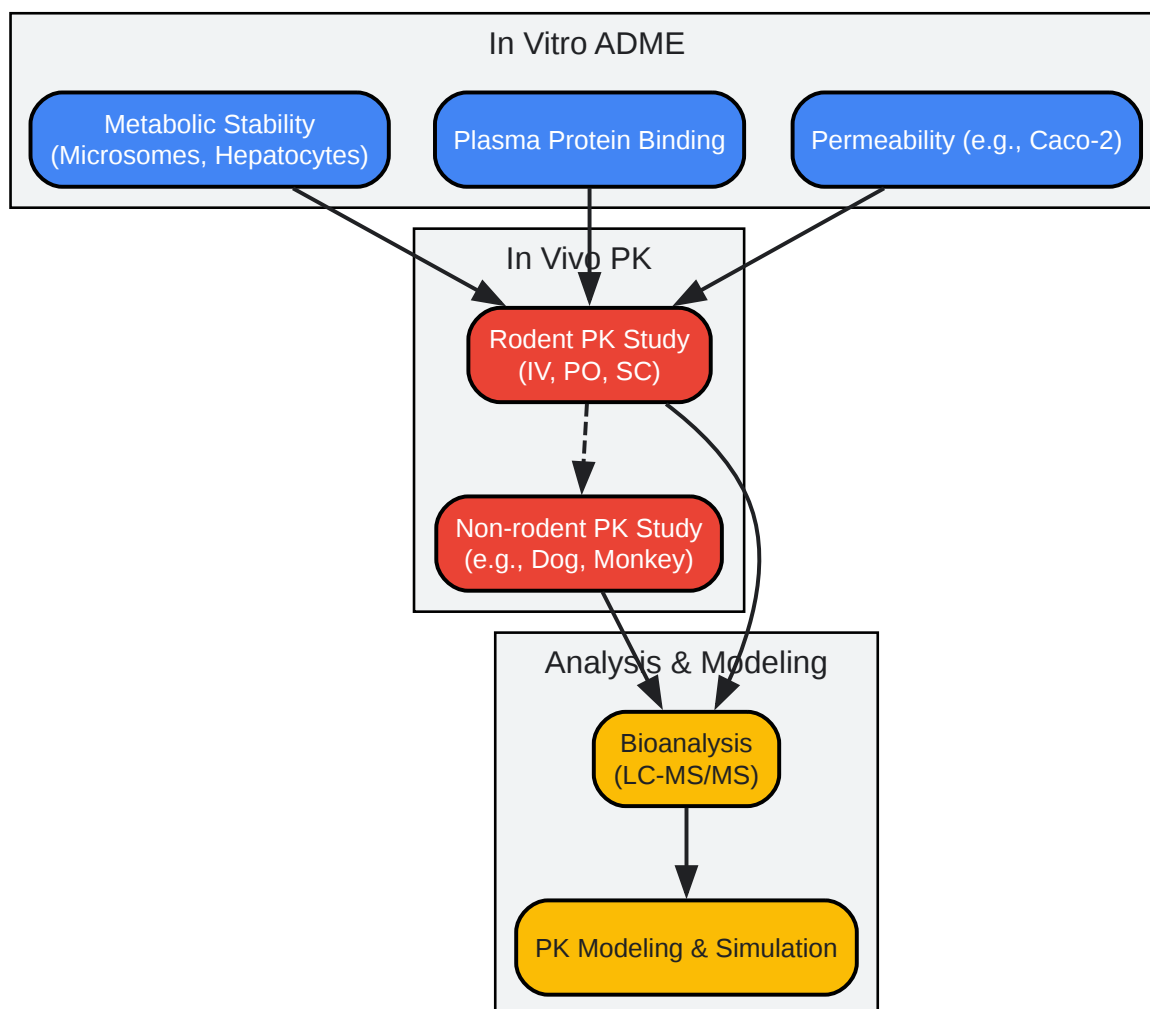 In Vitro ADME
Metabolic Stability
(Microsomes, Hepatocytes)
Plasma Protein Binding
Permeability (e.g., Caco-2)
In Vivo PK
Rodent PK Study
(IV, PO, SC)
Non-rodent PK Study
(e.g., Dog, Monkey)
Analysis & Modeling
Bioanalysis
(LC-MS/MS)
PK Modeling & Simulation